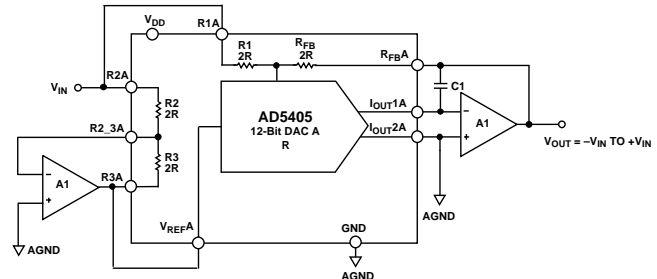 VDD
R1A
R1
2R
RFB
2R
RFBA
R2A
VIN
R2
2R
AD5405
12-Bit DAC A
R
C1
IOUT1A
R2_3A
R3
2R
IOUT2A
A1
VOUT = –VIN TO +VIN
A1
R3A
AGND
VREFA
GND
AGND
AGND